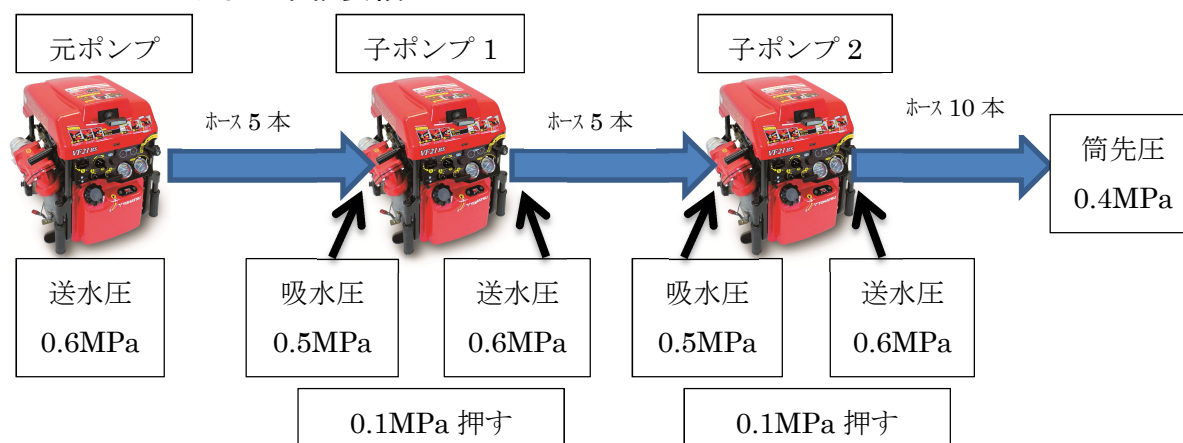 元ポンプ
子ポンプ 1
子ポンプ 2
ホース 5 本
ホース 5 本
ホース 10 本
筒先圧
0.4MPa
送水圧
0.6MPa
吸水圧
0.5MPa
送水圧
0.6MPa
吸水圧
0.5MPa
送水圧
0.6MPa
0.1MPa 押す
0.1MPa 押す